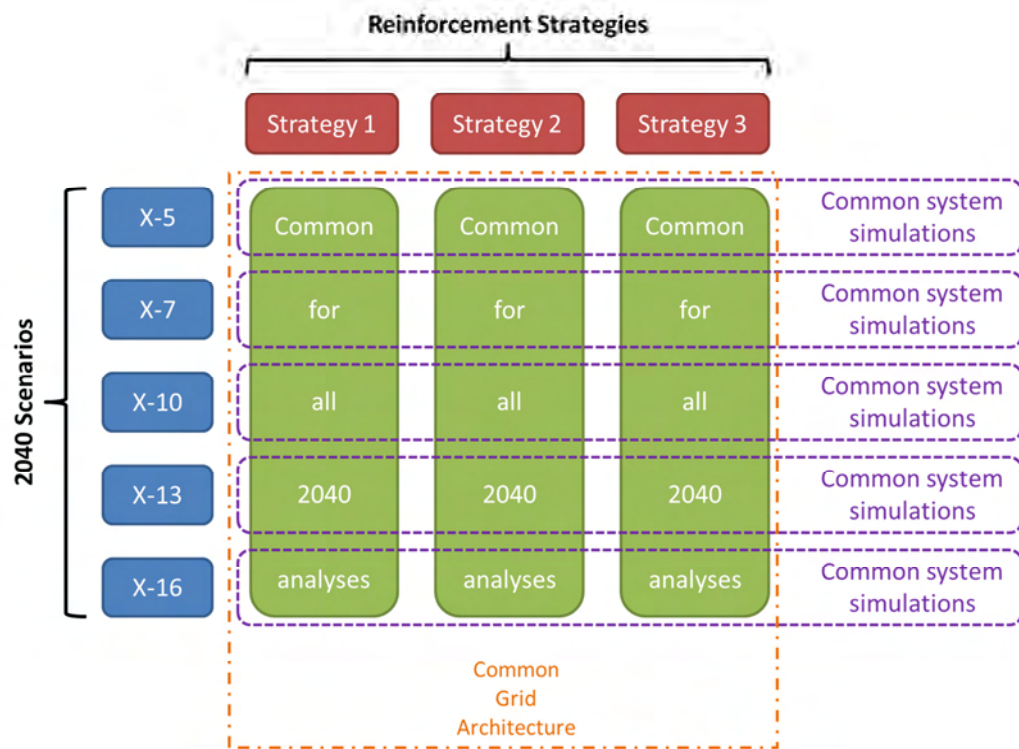 Reinforcement Strategies
Strategy 1
Strategy 2
Strategy 3
2040 Scenarios
X-5
Common
Common
Common
Common system
simulations
X-7
for
for
for
Common system
simulations
X-10
all
all
all
Common system
simulations
X-13
2040
2040
2040
Common system
simulations
X-16
analyses
analyses
analyses
Common system
simulations
Common
Grid
Architecture